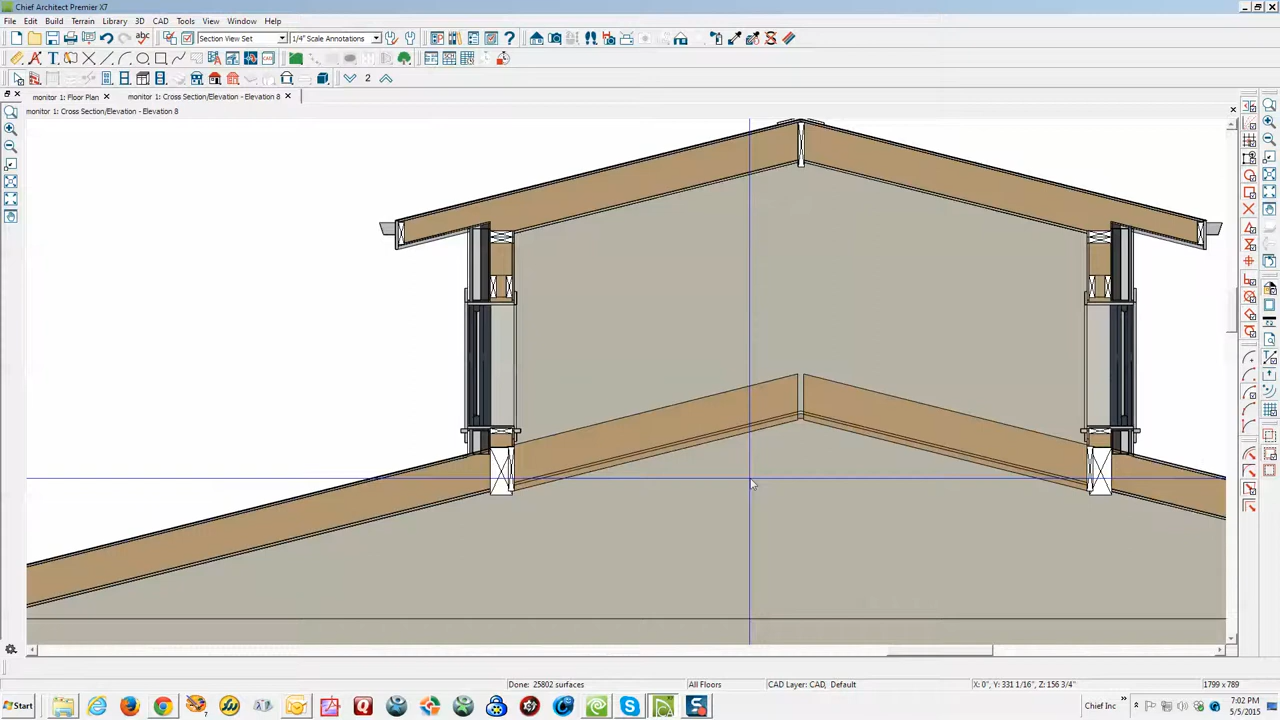 Chief Architect Premier X7
File Edit Build Terrain Library 3D CAD Tools View Window Help
Section View Set 1/4" Scale Annotations
abc
A T
2
monitor 1: Floor Plan monitor 1: Cross Section/Elevation - Elevation 8
monitor 1: Cross Section/Elevation - Elevation 8
Done: 25802 surfaces All Floors CAD Layer: CAD, Default X: 0", Y: 331 1/16", Z: 156 3/4" 1799 x 789
Start Chief Inc 7:02 PM
5/5/2015